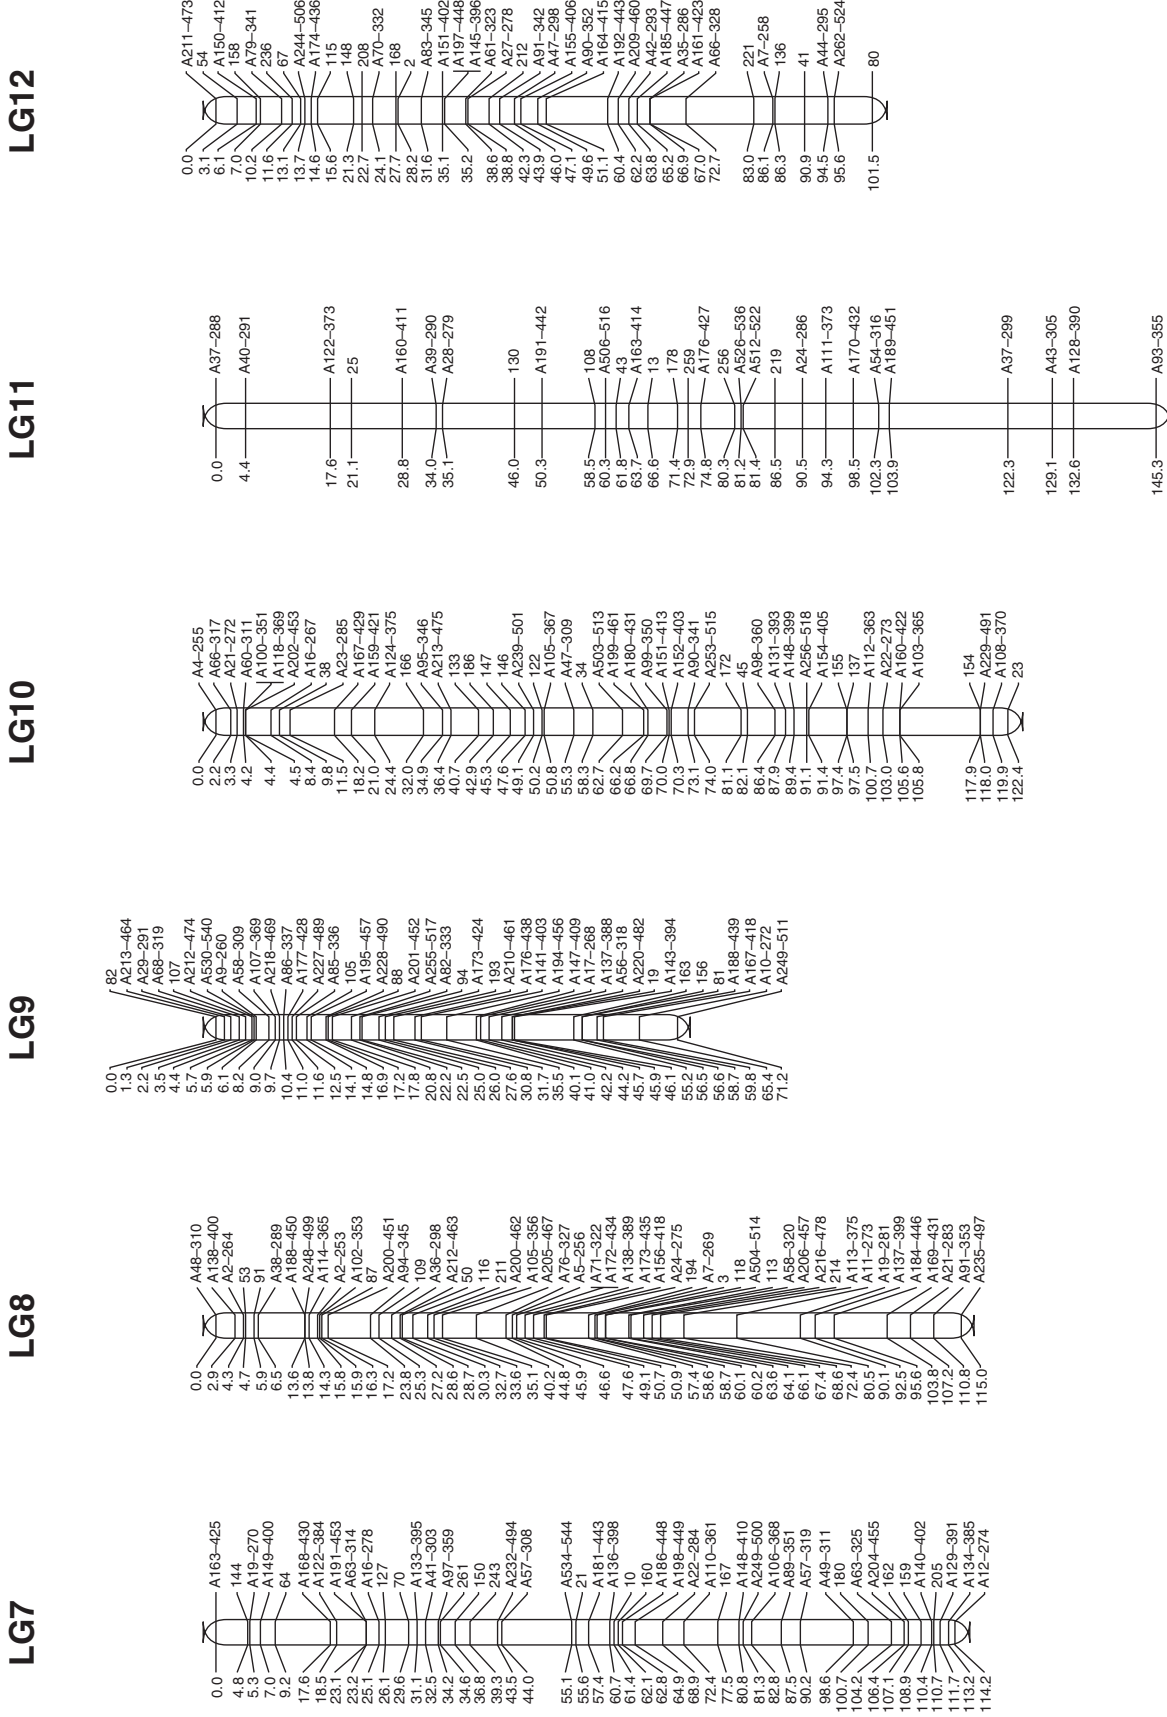 LG7
0.0 A163–425
4.8 144
5.3 A19–270
7.0 A149–400
9.2 64
17.6 A168–430
18.5 A122–384
23.1 A191–453
23.2 A63–314
25.1 A16–278
26.1 127
29.6 70
31.1 A133–395
32.5 A41–303
34.2 A97–359
34.6 261
36.8 150
39.3 243
43.5 A232–494
44.0 A57–308
55.1 A534–544
55.6 21
57.4 A181–443
60.7 A136–398
61.4 10
62.1 160
62.8 A186–448
64.9 A198–449
68.9 A22–284
72.4 A110–361
77.5 167
80.8 A148–410
81.3 A249–500
82.8 A106–368
87.5 A89–351
90.2 A57–319
98.6 A49–311
100.7 180
104.2 A63–325
106.4 A204–455
107.1 162
108.9 159
110.4 A140–402
110.7 205
111.7 A129–391
113.2 A134–385
114.2 A12–274
LG8
0.0 A48–310
2.9 A138–400
4.3 A2–264
4.7 53
5.9 91
6.5 A38–289
13.6 A188–450
13.8 A248–499
14.3 A114–365
15.8 A2–253
15.9 A102–353
16.3 87
17.2 A200–451
23.8 A94–345
25.3 109
27.2 A36–298
28.6 A212–463
28.7 50
30.3 116
32.7 211
33.6 A200–462
35.1 A105–356
40.2 A205–467
44.8 A76–327
45.9 A5–256
46.6 A71–322
A172–434
47.6 A138–389
49.1 A173–435
50.7 A156–418
50.9 A24–275
57.4 194
58.6 A7–269
58.7 3
60.1 118
60.2 A504–514
63.6 113
64.1 A58–320
66.1 A206–457
67.4 A216–478
68.6 214
72.4 A113–375
80.5 A11–273
90.1 A19–281
92.5 A137–399
95.6 A184–446
103.8 A169–431
107.2 A21–283
110.8 A91–353
115.0 A235–497
LG9
0.0 82
1.3 A213–464
2.2 A29–291
3.5 A68–319
4.4 107
5.7 A212–474
5.9 A530–540
6.1 A9–260
8.2 A58–309
9.0 A107–369
9.7 A218–469
10.4 A86–337
11.0 A177–428
11.6 A227–489
12.5 A85–336
14.1 105
14.8 A195–457
16.9 A228–490
17.2 88
17.8 A201–452
20.8 A255–517
22.2 A82–333
22.5 94
25.0 A173–424
26.0 193
27.6 A210–461
30.8 A176–438
31.7 A141–403
35.5 A194–456
40.1 A147–409
41.0 A17–268
42.2 A137–388
44.2 A56–318
45.7 A220–482
45.9 19
46.1 A143–394
55.2 163
56.5 156
56.6 81
58.7 A188–439
59.8 A167–418
65.4 A10–272
71.2 A249–511
LG10
0.0 A4–255
2.2 A66–317
3.3 A21–272
4.2 A60–311
4.4 A100–351
A118–369
4.5 A202–453
8.4 A16–267
9.8 38
11.5 A23–285
18.2 A167–429
21.0 A159–421
24.4 A124–375
32.0 166
34.9 A95–346
36.4 A213–475
40.7 133
42.9 186
45.3 147
47.6 146
49.1 A239–501
50.2 122
50.8 A105–367
55.3 A47–309
58.3 34
62.7 A503–513
66.2 A199–461
66.8 A180–431
69.7 A99–350
70.0 A151–413
70.3 A152–403
73.1 A90–341
74.0 A253–515
81.1 172
82.1 45
86.4 A98–360
87.9 A131–393
89.4 A148–399
91.1 A256–518
91.4 A154–405
97.4 155
97.5 137
100.7 A112–363
103.0 A22–273
105.6 A160–422
105.8 A103–365
117.9 154
118.0 A229–491
119.9 A108–370
122.4 23
LG11
0.0 A37–288
4.4 A40–291
17.6 A122–373
21.1 25
28.8 A160–411
34.0 A39–290
35.1 A28–279
46.0 130
50.3 A191–442
58.5 108
60.3 A506–516
61.8 43
63.7 A163–414
66.6 13
71.4 178
72.9 259
74.8 A176–427
80.3 256
81.2 A526–536
81.4 A512–522
86.5 219
90.5 A24–286
94.3 A111–373
98.5 A170–432
102.3 A54–316
103.9 A189–451
122.3 A37–299
129.1 A43–305
132.6 A128–390
145.3 A93–355
LG12
0.0 A211–473
3.1 54
6.1 A150–412
7.0 158
10.2 A79–341
11.6 236
13.1 67
13.7 A244–506
14.6 A174–436
15.6 115
21.3 148
22.7 208
24.1 A70–332
27.7 168
28.2 2
31.6 A83–345
35.1 A151–402
A197–448
35.2 A145–396
38.6 A61–323
38.8 A27–278
42.3 212
43.9 A91–342
46.0 A47–298
47.1 A155–406
49.6 A90–352
51.1 A164–415
60.4 A192–443
62.2 A209–460
63.8 A42–293
65.2 A185–447
66.9 A35–286
67.0 A161–423
72.7 A66–328
83.0 221
86.1 A7–258
86.3 136
90.9 41
94.5 A44–295
95.6 A262–524
101.5 80